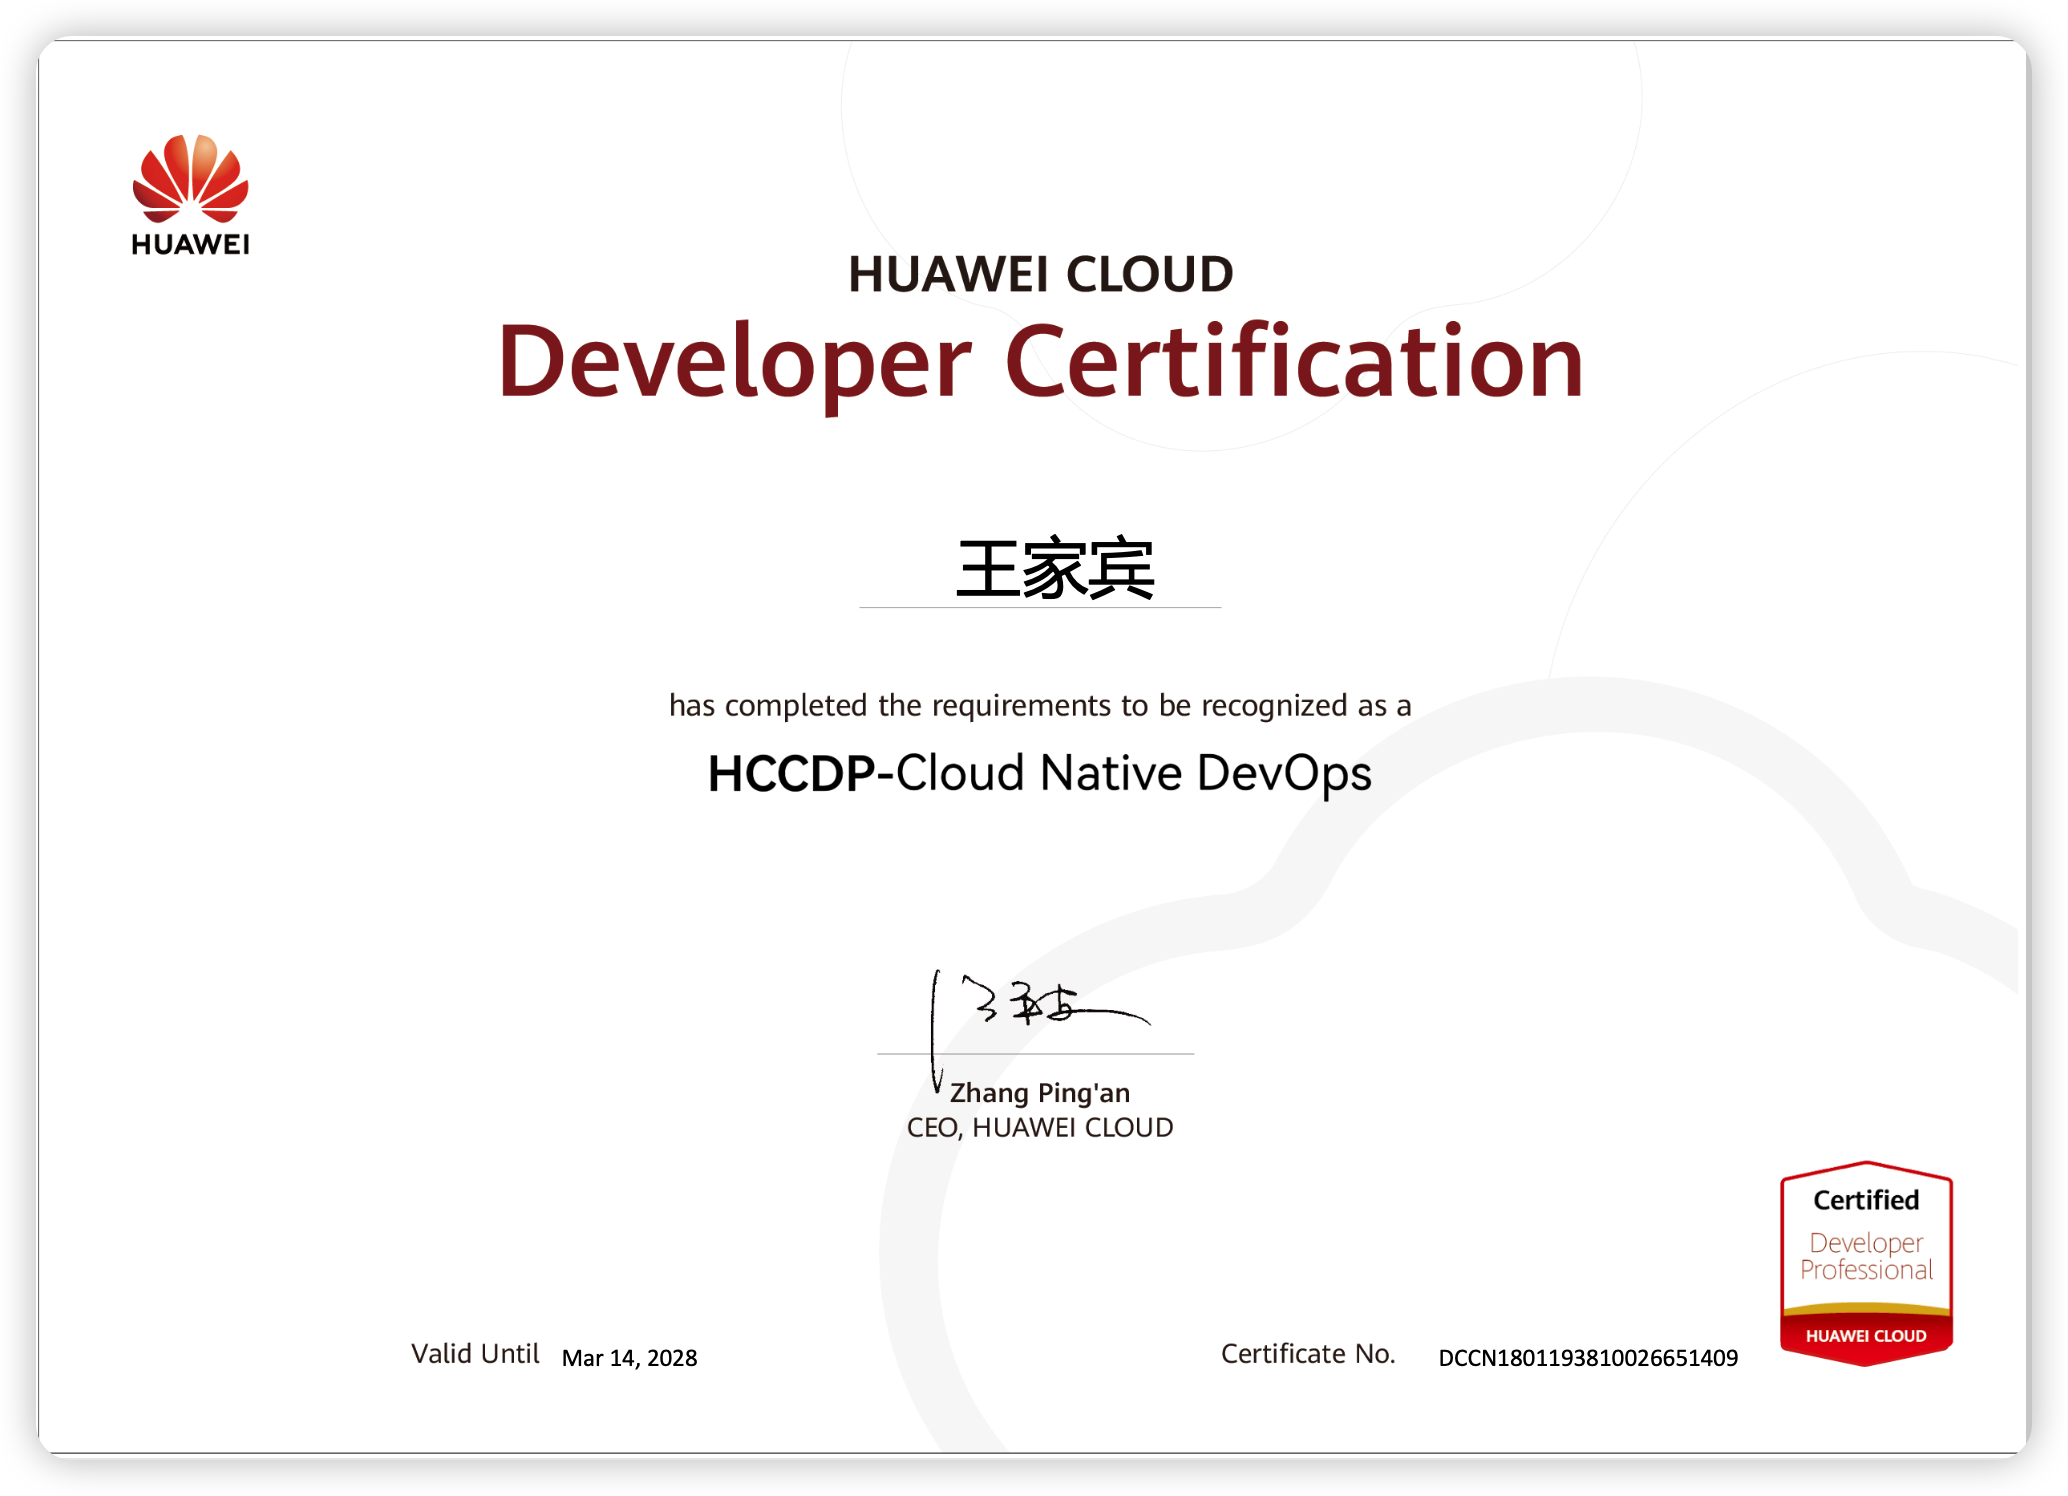 HUAWEI
HUAWEI CLOUD
Developer Certification
王家宾
has completed the requirements to be recognized as a
HCCDP-Cloud Native DevOps
Zhang Ping'an
CEO, HUAWEI CLOUD
Certified
Developer
Professional
HUAWEI CLOUD
Valid Until Mar 14, 2028
Certificate No. DCCN1801193810026651409